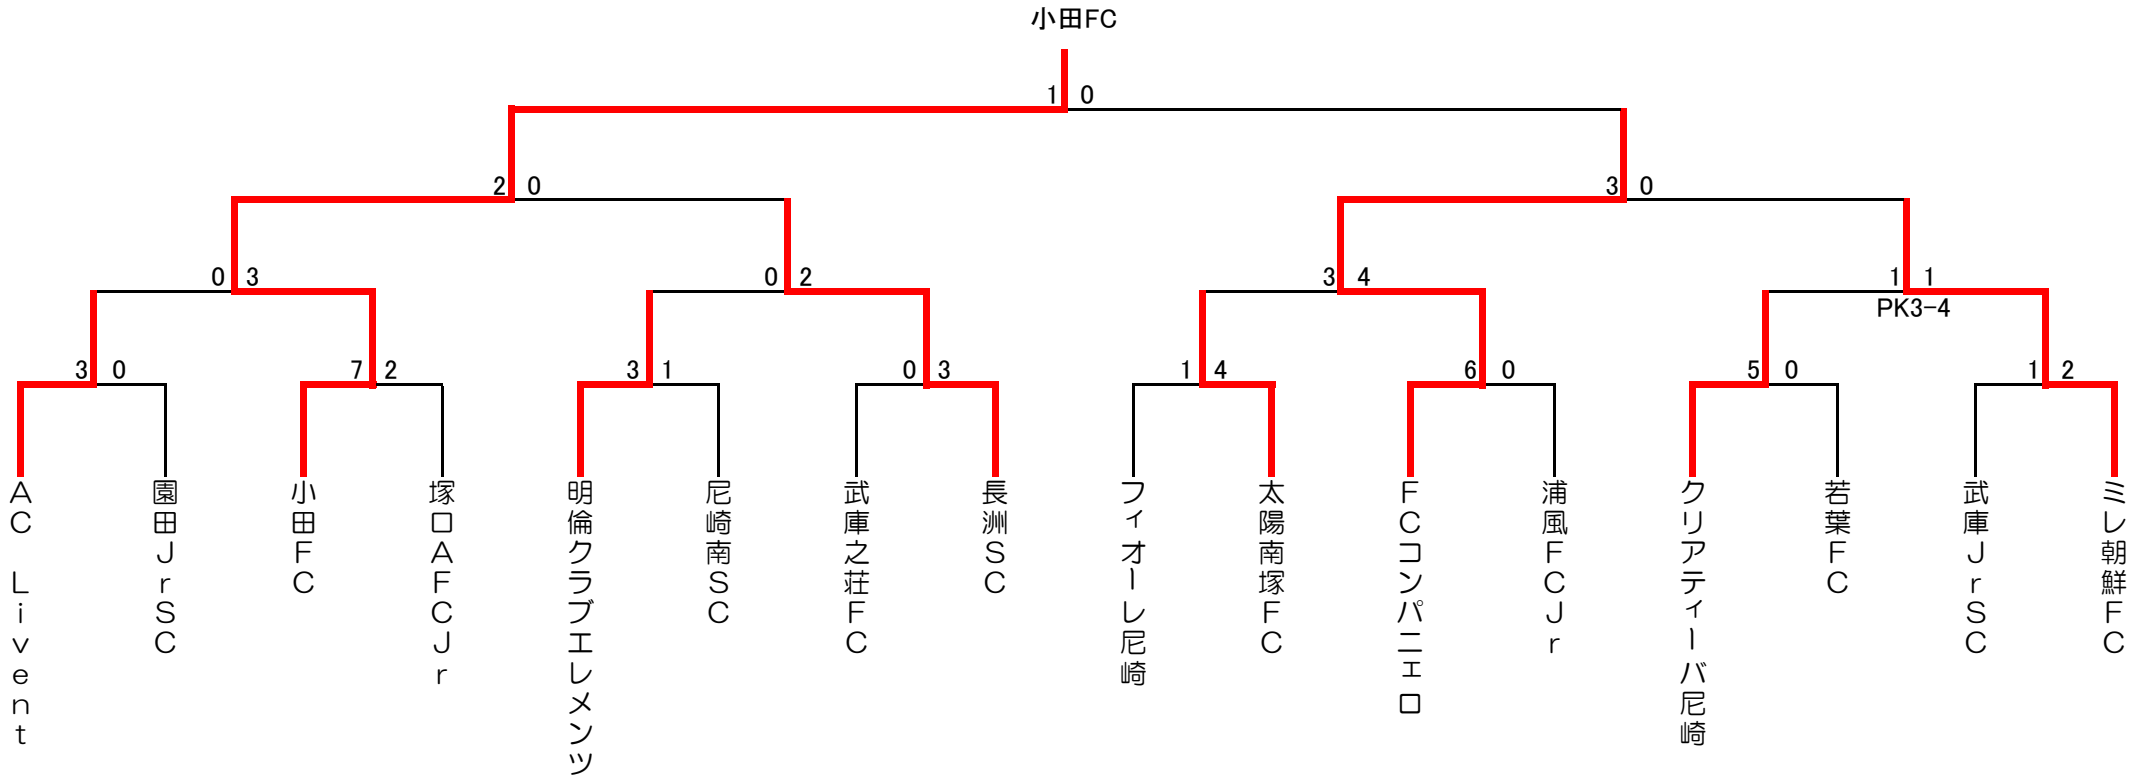 小田FC
1 0
2 0
3 0
0 3
0 2
3 4
1 1
PK3-4
3 0
7 2
3 1
0 3
1 4
6 0
5 0
1 2
AC Livent
園田JrSC
小田FC
塚口AFCJr
明倫クラブエレメンツ
尼崎南SC
武庫之荘FC
長洲SC
フィオーレ尼崎
太陽南塚FC
FCコンパニェロ
浦風FCJr
クリアティーバ尼崎
若葉FC
武庫JrSC
ミレ朝鮮FC